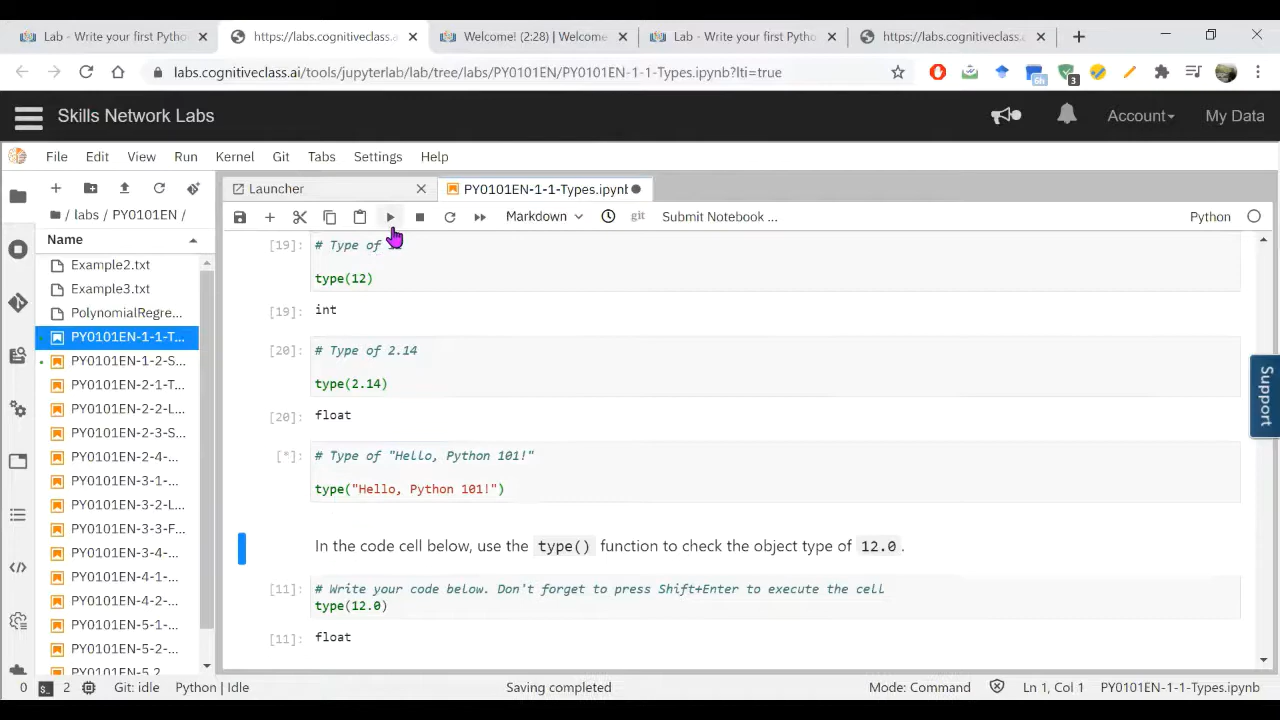 Lab - Write your first Pytho
https://labs.cognitiveclass.ai
Welcome! (2:28) | Welcome
Lab - Write your first Pytho
https://labs.cognitiveclass.ai
labs.cognitiveclass.ai/tools/jupyterlab/lab/tree/labs/PY0101EN/PY0101EN-1-1-Types.ipynb?lti=true
6h
3
Skills Network Labs
Account
My Data
File Edit View Run Kernel Git Tabs Settings Help
Launcher
PY0101EN-1-1-Types.ipynb
Markdown
git
Submit Notebook ...
Python
/ labs / PY0101EN /
Name
Example2.txt
Example3.txt
PolynomialRegre...
PY0101EN-1-1-T...
PY0101EN-1-2-S...
PY0101EN-2-1-T...
PY0101EN-2-2-L...
PY0101EN-2-3-S...
PY0101EN-2-4-...
PY0101EN-3-1-...
PY0101EN-3-2-L...
PY0101EN-3-3-F...
PY0101EN-3-4-...
PY0101EN-4-1-...
PY0101EN-4-2-...
PY0101EN-5-1-...
PY0101EN-5-2-...
PY0101EN-5.2
[19]: # Type of
type(12)
[19]: int
[20]: # Type of 2.14
type(2.14)
[20]: float
[*]: # Type of "Hello, Python 101!"
type("Hello, Python 101!")
In the code cell below, use the type() function to check the object type of 12.0.
[11]: # Write your code below. Don't forget to press Shift+Enter to execute the cell
type(12.0)
[11]: float
Support
0 2 Git: idle Python | Idle Saving completed Mode: Command Ln 1, Col 1 PY0101EN-1-1-Types.ipynb